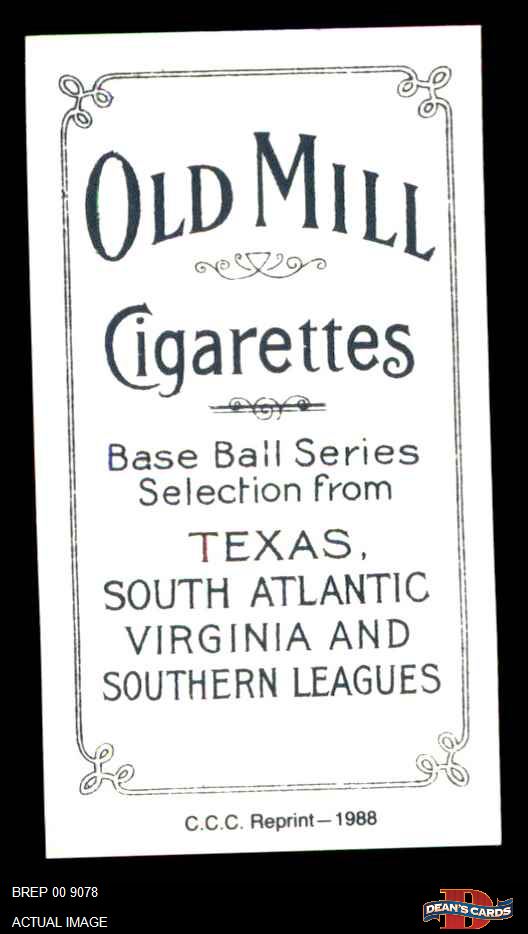 OLD MILL
Cigarettes
Base Ball Series
Selection from
TEXAS,
SOUTH ATLANTIC
VIRGINIA AND
SOUTHERN LEAGUES
C.C.C. Reprint—1988
BREP 00 9078
ACTUAL IMAGE
D
DEAN'S CARDS